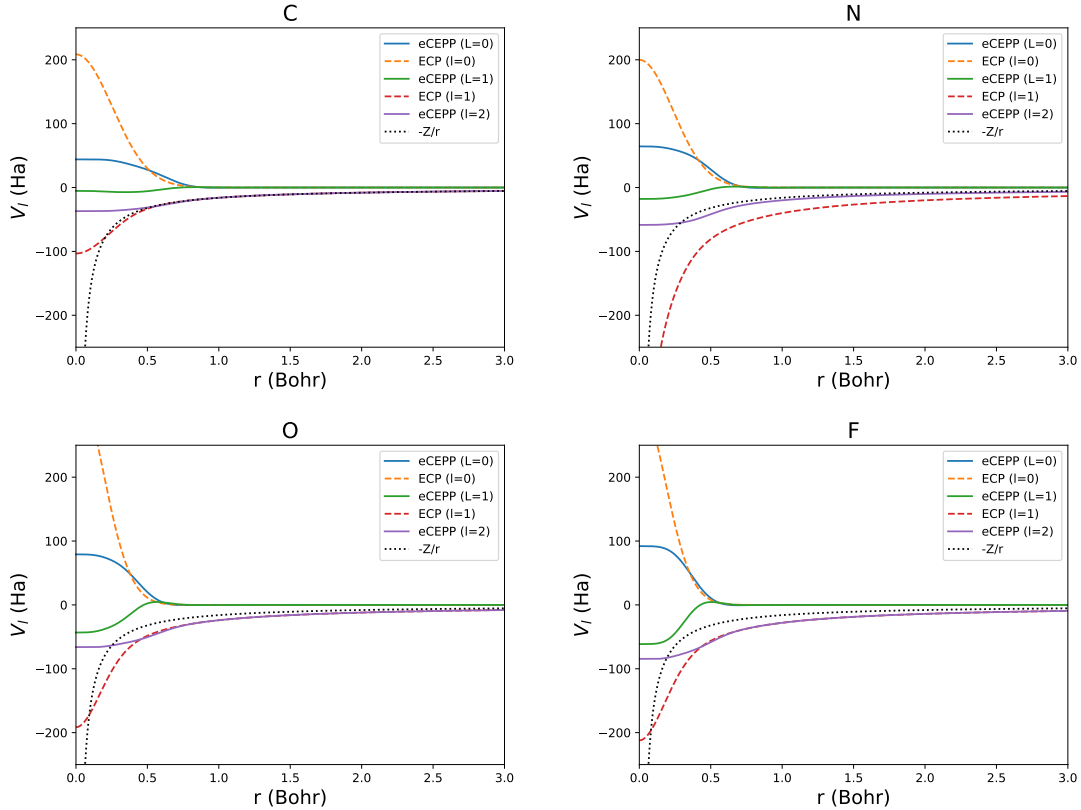 C
200
100
0
−100
−200
V_l (Ha)
0.0 0.5 1.0 1.5 2.0 2.5 3.0
r (Bohr)
eCEPP (L=0)
ECP (l=0)
eCEPP (L=1)
ECP (l=1)
eCEPP (l=2)
-Z/r
N
200
100
0
−100
−200
V_l (Ha)
0.0 0.5 1.0 1.5 2.0 2.5 3.0
r (Bohr)
eCEPP (L=0)
ECP (l=0)
eCEPP (L=1)
ECP (l=1)
eCEPP (l=2)
-Z/r
O
200
100
0
−100
−200
V_l (Ha)
0.0 0.5 1.0 1.5 2.0 2.5 3.0
r (Bohr)
eCEPP (L=0)
ECP (l=0)
eCEPP (L=1)
ECP (l=1)
eCEPP (l=2)
-Z/r
F
200
100
0
−100
−200
V_l (Ha)
0.0 0.5 1.0 1.5 2.0 2.5 3.0
r (Bohr)
eCEPP (L=0)
ECP (l=0)
eCEPP (L=1)
ECP (l=1)
eCEPP (l=2)
-Z/r